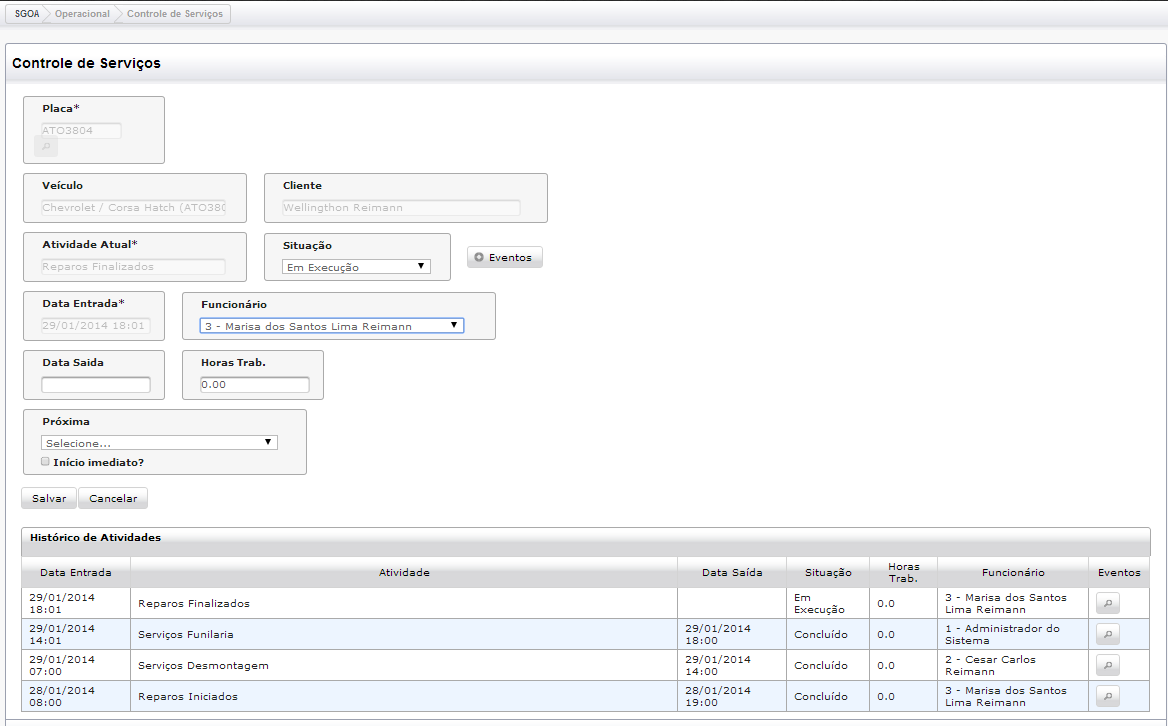 SGOA Operacional Controle de Serviços
Controle de Serviços
Placa*
ATO3804
Veículo Cliente
Chevrolet / Corsa Hatch (ATO380 Wellingthon Reimann
Atividade Atual* Situação
Reparos Finalizados Em Execução Eventos
Data Entrada* Funcionário
29/01/2014 18:01 3 - Marisa dos Santos Lima Reimann
Data Saida Horas Trab.
0.00
Próxima
Selecione...
Início imediato?
Salvar Cancelar
Histórico de Atividades
Data Entrada Atividade Data Saída Situação Horas Trab. Funcionário Eventos
29/01/2014 18:01 Reparos Finalizados Em Execução 0.0 3 - Marisa dos Santos Lima Reimann
29/01/2014 14:01 Serviços Funilaria 29/01/2014 18:00 Concluído 0.0 1 - Administrador do Sistema
29/01/2014 07:00 Serviços Desmontagem 29/01/2014 14:00 Concluído 0.0 2 - Cesar Carlos Reimann
28/01/2014 08:00 Reparos Iniciados 28/01/2014 19:00 Concluído 0.0 3 - Marisa dos Santos Lima Reimann